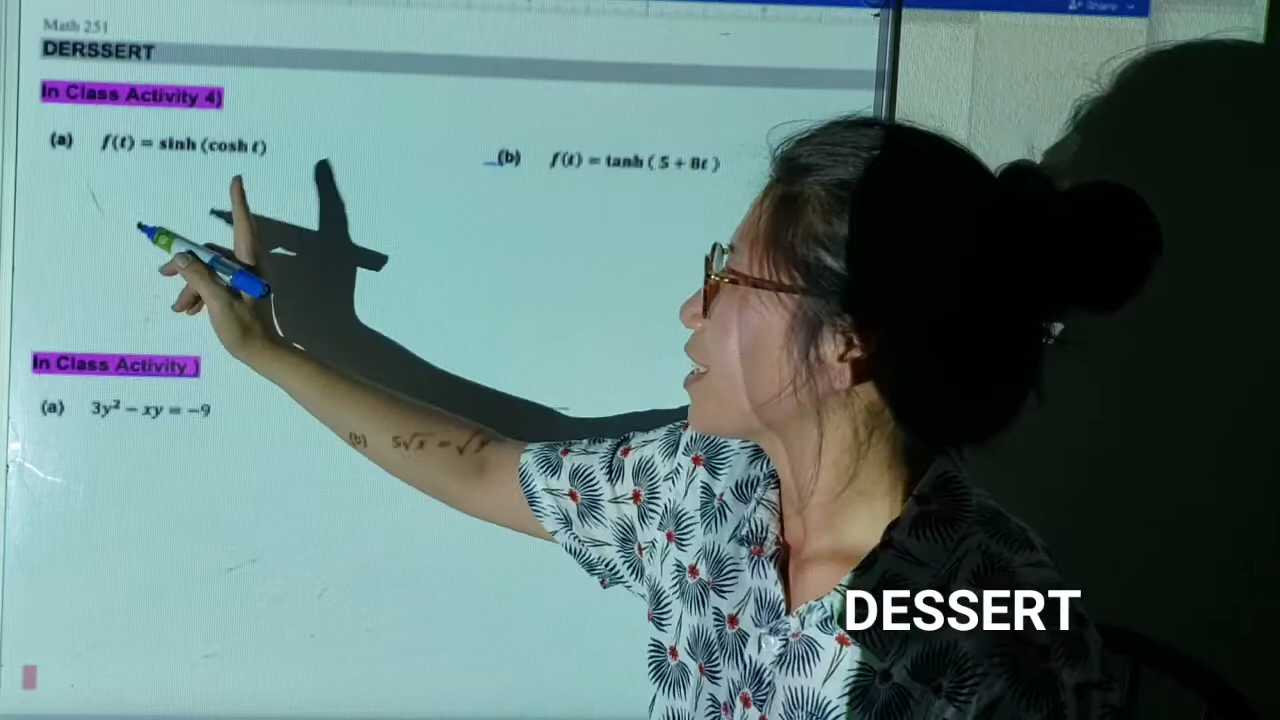 Share
Math 251
DERSSERT
In Class Activity 4)
(a) f(t) = sinh (cosh t)
(b) f(t) = tanh ( 5 + 8t )
In Class Activity )
(a) 3y² − xy = −9
(b) 5√x = √y
DESSERT